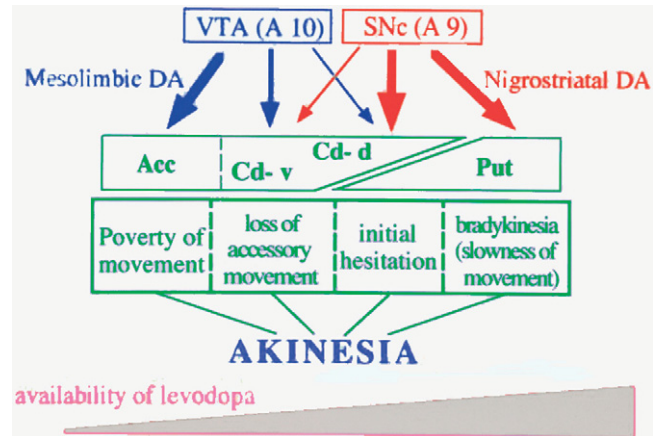 VTA (A 10) SNc (A 9)
Mesolimbic DA Nigrostriatal DA
Acc Cd- v Cd- d Put
Poverty of
movement
loss of
accessory
movement
initial
hesitation
bradykinesia
(slowness of
movement)
AKINESIA
availability of levodopa